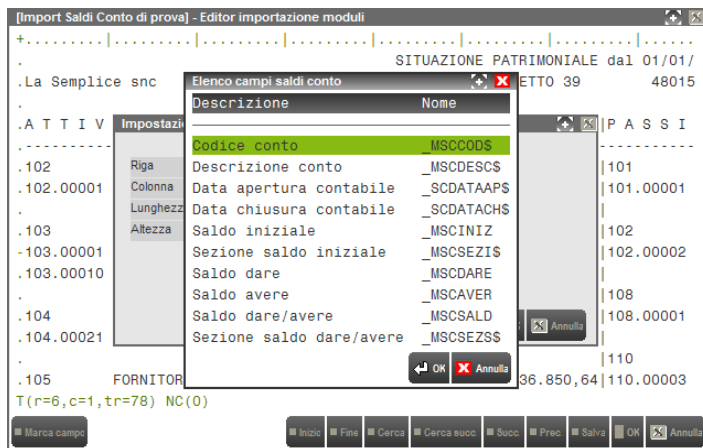 [Import Saldi Conto di prova] - Editor importazione moduli
+.........|.........|.........|.........|.........|.........|.........|......
. SITUAZIONE PATRIMONIALE dal 01/01/
.La Semplice snc ETTO 39 48015
.
.A T T I V |P A S S I
.---------- ----------
.102 |101
.102.00001 |101.00001
. |
.103 |102
-103.00001 |102.00002
.103.00010 |
. |108
.104 |108.00001
.104.00021 |
. |110
.105 FORNITOR 36.850,64|110.00003
T(r=6,c=1,tr=78) NC(0)
Impostazi
Riga
Colonna
Lunghezz
Altezza
Annulla
Elenco campi saldi conto
Descrizione Nome
Codice conto _MSCCOD$
Descrizione conto _MSCDESC$
Data apertura contabile _SCDATAAP$
Data chiusura contabile _SCDATACH$
Saldo iniziale _MSCINIZ
Sezione saldo iniziale _MSCSEZI$
Saldo dare _MSCDARE
Saldo avere _MSCAVER
Saldo dare/avere _MSCSALD
Sezione saldo dare/avere _MSCSEZS$
OK Annulla
Marca campo Inizio Fine Cerca Cerca succ Succ Prec Salva OK Annulla